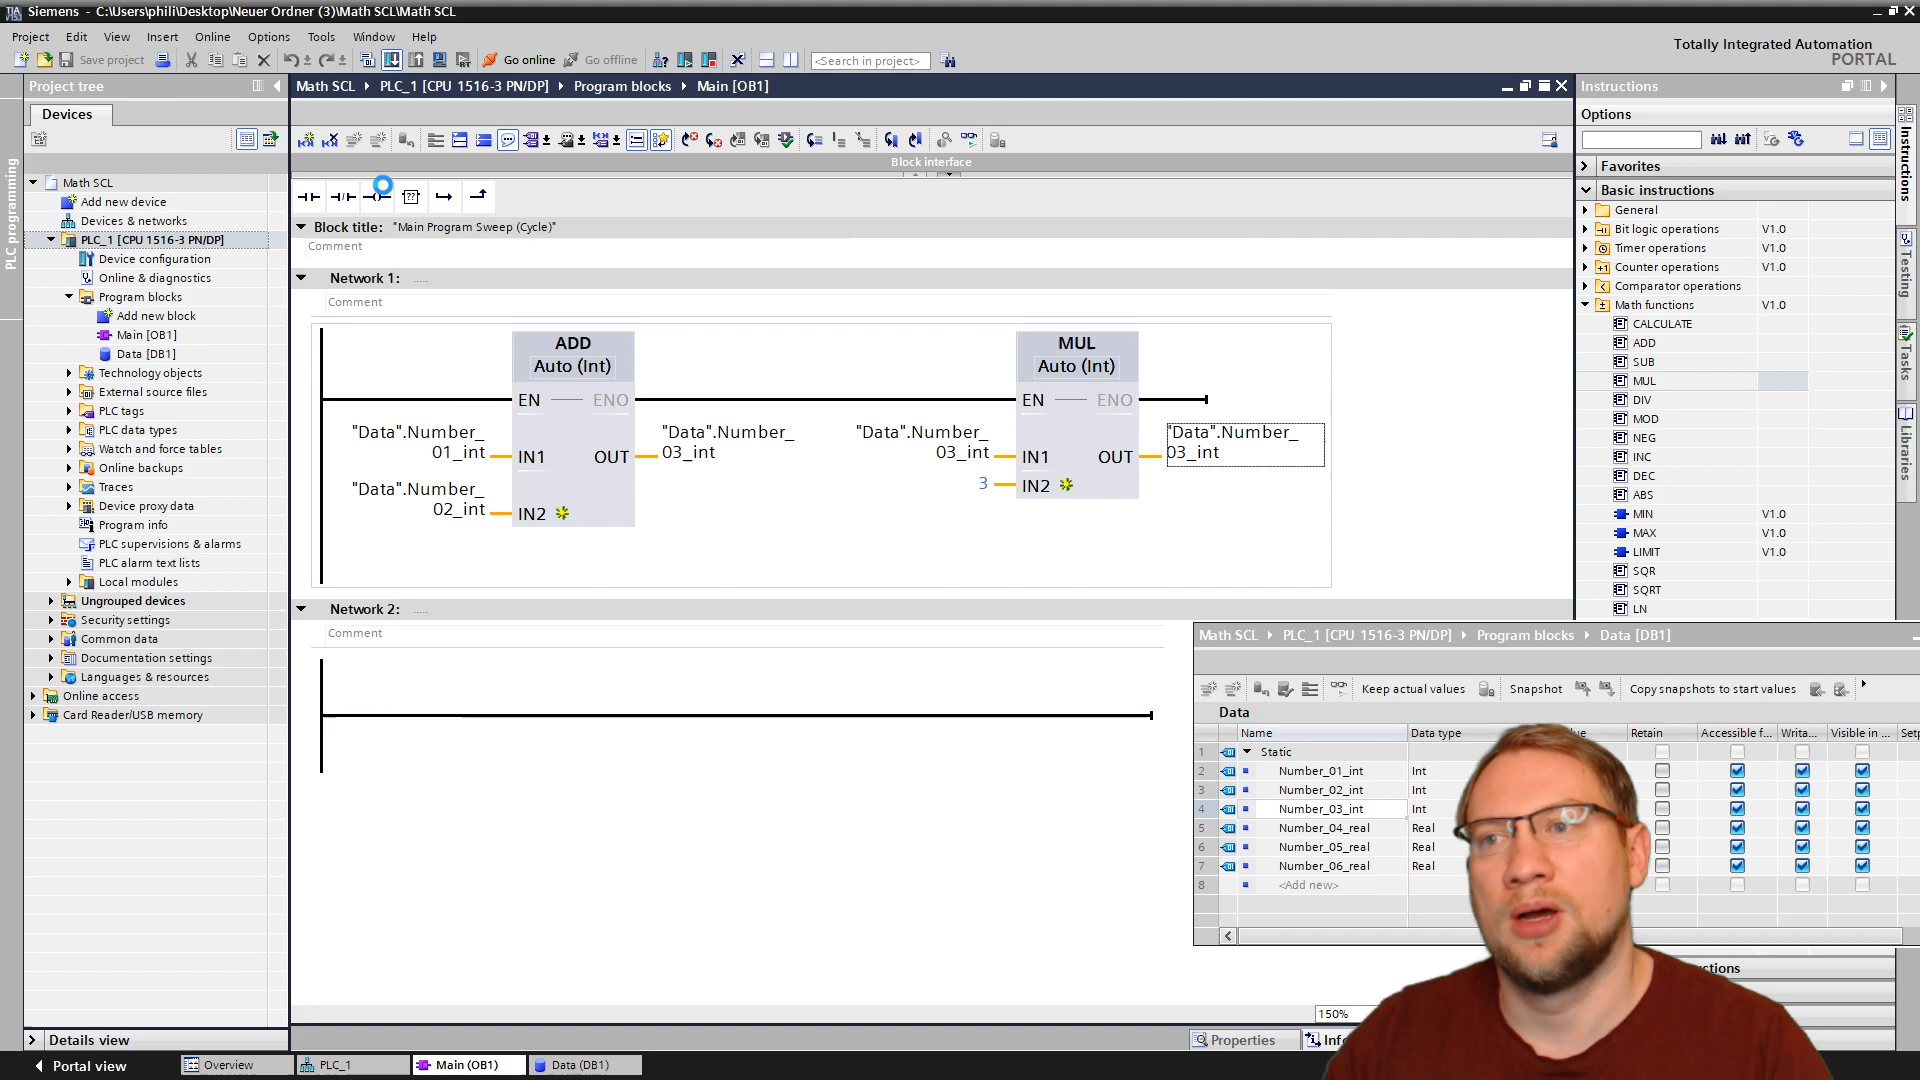 Siemens - C:\Users\phili\Desktop\Neuer Ordner (3)\Math SCL\Math SCL
Project Edit View Insert Online Options Tools Window Help
Totally Integrated Automation
PORTAL
Save project
Go online
Go offline
<Search in project>
Project tree
Devices
PLC programming
Math SCL
Add new device
Devices & networks
PLC_1 [CPU 1516-3 PN/DP]
Device configuration
Online & diagnostics
Program blocks
Add new block
Main [OB1]
Data [DB1]
Technology objects
External source files
PLC tags
PLC data types
Watch and force tables
Online backups
Traces
Device proxy data
Program info
PLC supervisions & alarms
PLC alarm text lists
Local modules
Ungrouped devices
Security settings
Common data
Documentation settings
Languages & resources
Online access
Card Reader/USB memory
Details view
Math SCL PLC_1 [CPU 1516-3 PN/DP] Program blocks Main [OB1]
Block interface
??
Block title: "Main Program Sweep (Cycle)"
Comment
Network 1: .....
Comment
ADD
Auto (Int)
EN ENO
"Data".Number_
01_int
IN1
OUT
"Data".Number_
03_int
"Data".Number_
02_int
IN2
MUL
Auto (Int)
EN ENO
"Data".Number_
03_int
IN1
OUT
"Data".Number_
03_int
3
IN2
Network 2: .....
Comment
150%
Properties
Instructions
Options
Favorites
Basic instructions
General
Bit logic operations V1.0
Timer operations V1.0
Counter operations V1.0
Comparator operations
Math functions V1.0
CALCULATE
ADD
SUB
MUL
DIV
MOD
NEG
INC
DEC
ABS
MIN V1.0
MAX V1.0
LIMIT V1.0
SQR
SQRT
LN
Instructions
Testing
Tasks
Libraries
Math SCL PLC_1 [CPU 1516-3 PN/DP] Program blocks Data [DB1]
Keep actual values Snapshot Copy snapshots to start values
Data
Name Data type Retain Accessible f... Writa... Visible in ... Setp
1 Static
2 Number_01_int Int
3 Number_02_int Int
4 Number_03_int Int
5 Number_04_real Real
6 Number_05_real Real
7 Number_06_real Real
8 <Add new>
Portal view
Overview
PLC_1
Main (OB1)
Data (DB1)